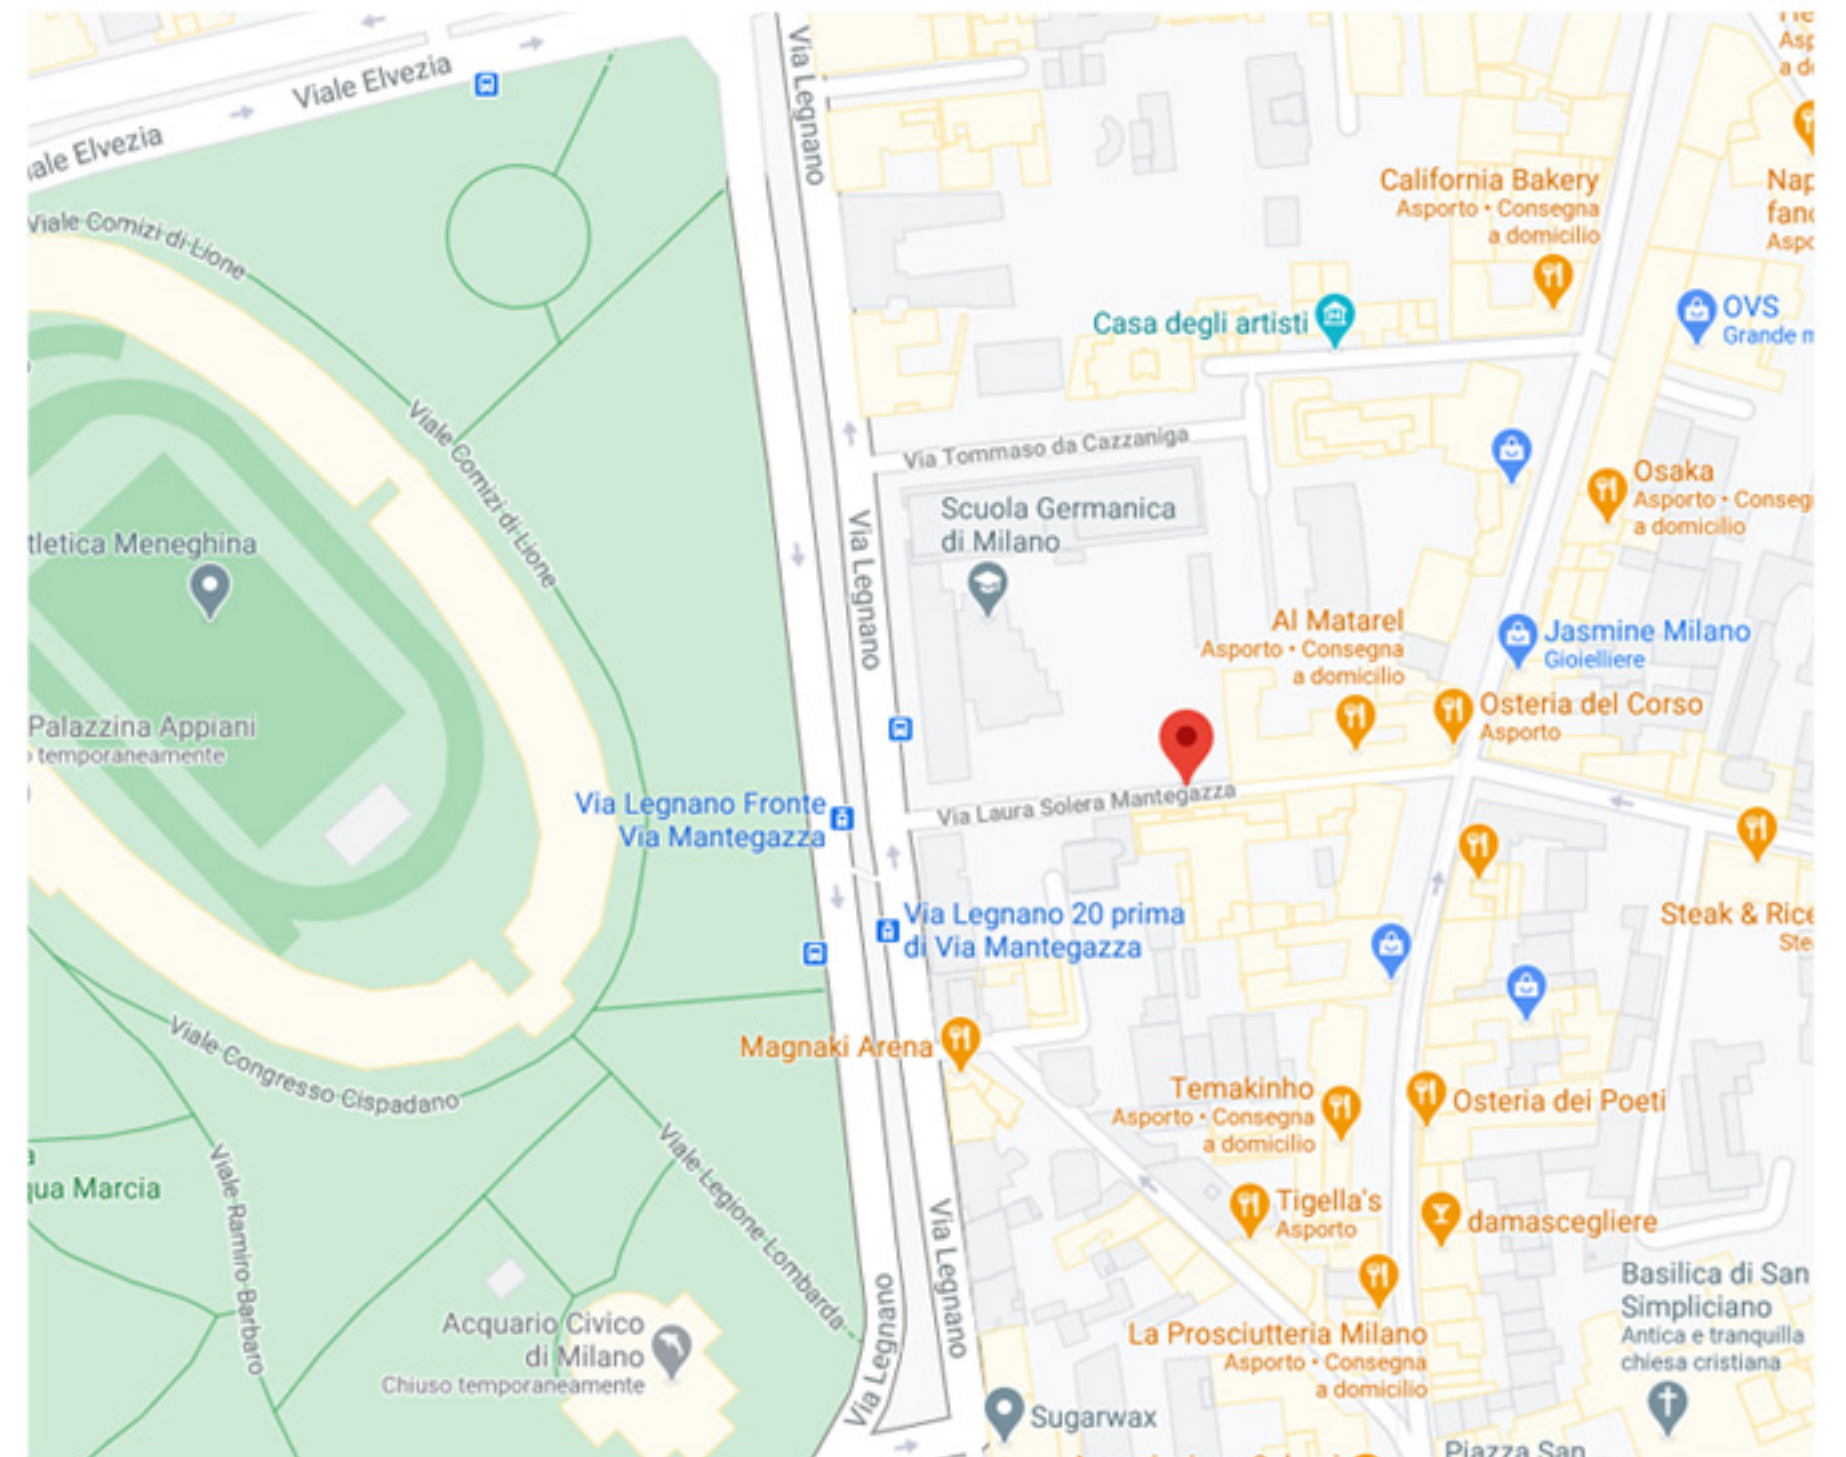 Asp
a d
Viale Elvezia
ale Elvezia
Via Legnano
Viale Comizi di Lione
California Bakery
Asporto • Consegna
a domicilio
Nap
fand
Aspo
Casa degli artisti
OVS
Grande m
Viale Comizi di Lione
Via Tommaso da Cazzaniga
Osaka
Asporto • Conseg
a domicilio
Scuola Germanica
di Milano
tletica Meneghina
Via Legnano
Al Matarel
Asporto • Consegna
a domicilio
Jasmine Milano
Gioielliere
Osteria del Corso
Asporto
Palazzina Appiani
temporaneamente
Via Legnano Fronte
Via Mantegazza
Via Laura Solera Mantegazza
Via Legnano 20 prima
di Via Mantegazza
Steak & Rice
Ste
Viale Congresso Cispadano
Magnaki Arena
Temakinho
Asporto • Consegna
a domicilio
Osteria dei Poeti
a
qua Marcia
Viale Ramiro Barbaro
Viale Legione Lombarda
Tigella's
Asporto
damascegliere
Via Legnano
Via Legnano
Basilica di San
Simpliciano
Antica e tranquilla
chiesa cristiana
Acquario Civico
di Milano
Chiuso temporaneamente
La Prosciutteria Milano
Asporto • Consegna
a domicilio
Sugarwax
Piazza San